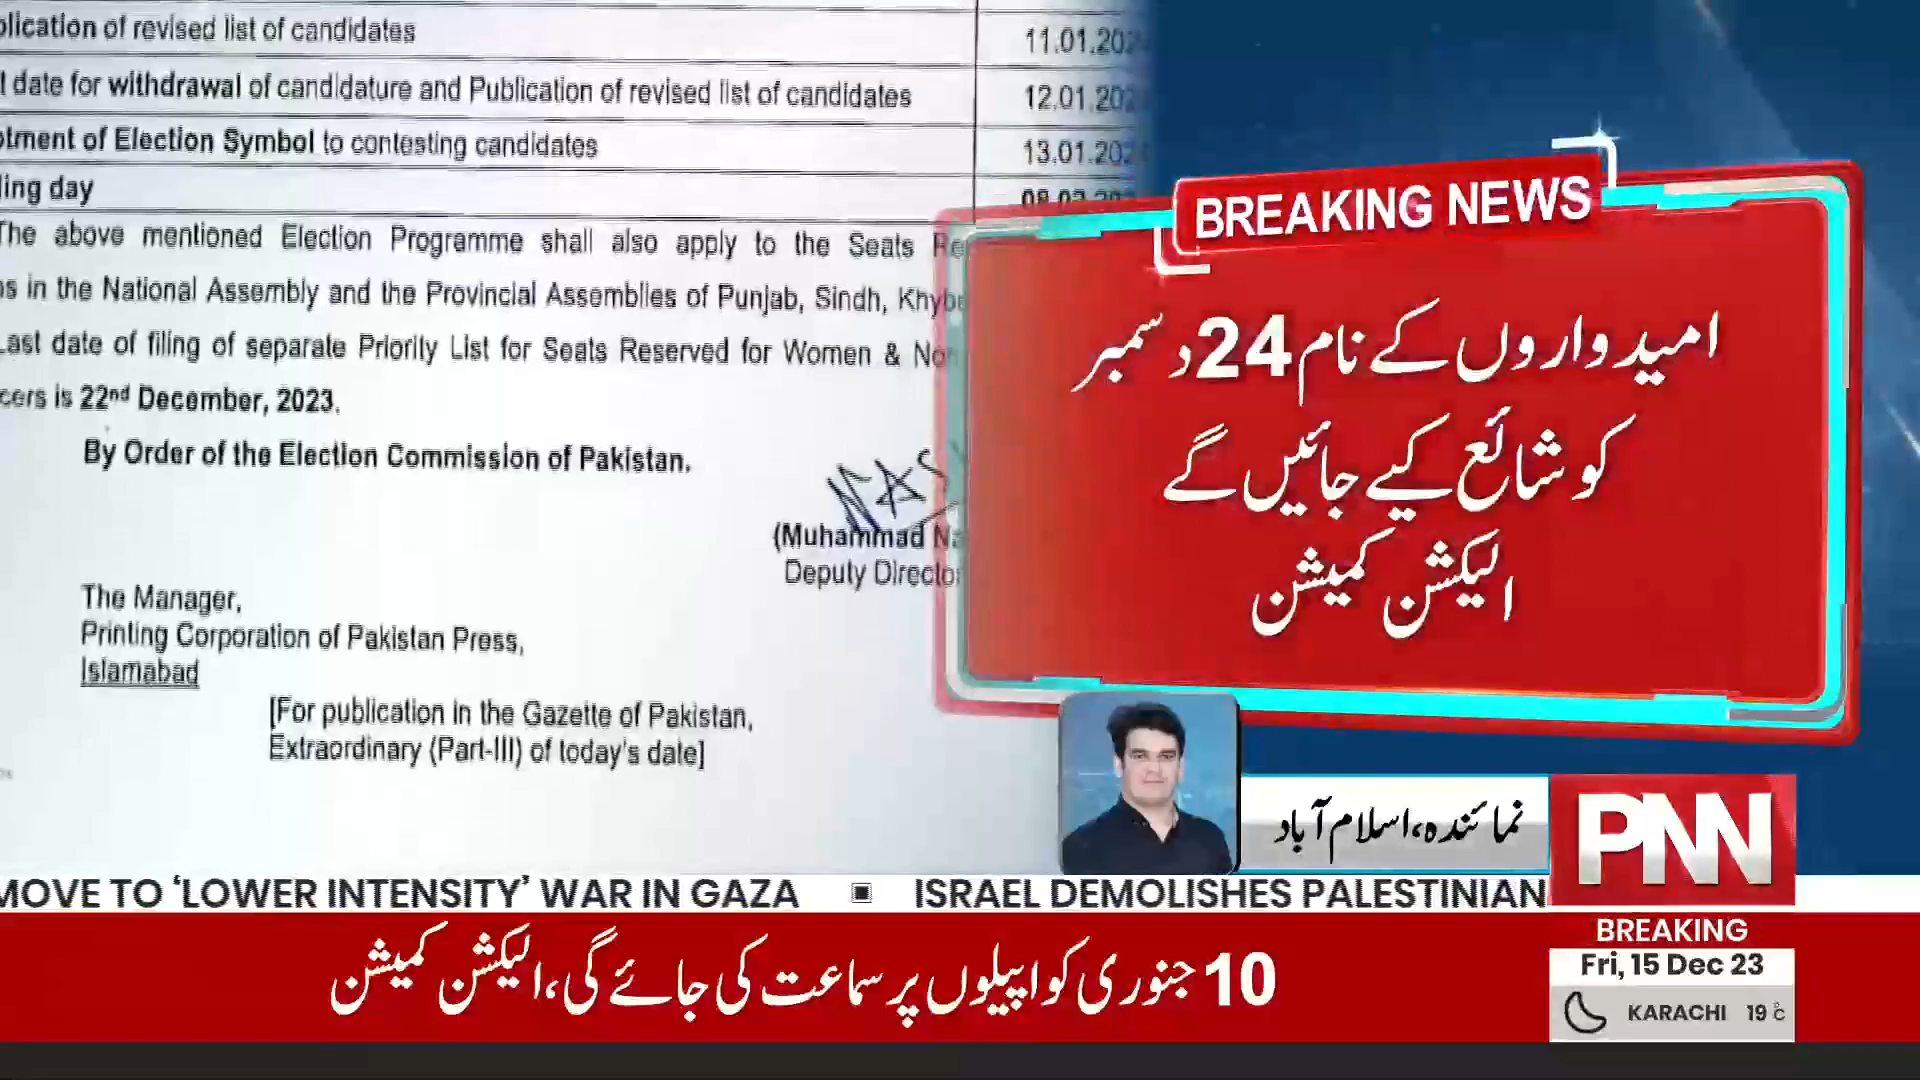 of revised list of candidates
11.01.202
date for withdrawal of candidature and Publication of revised list of candidates
12.01.202
of Election Symbol to contesting candidates
13.01.202
day
The above mentioned Election Programme shall also apply to the Seats
in the National Assembly and the Provincial Assemblies of Punjab, Sindh,
Last date of filing of separate Priority List for Seats Reserved for Women &
is 22nd December, 2023.
By Order of the Election Commission of Pakistan.
(Muhammad
Deputy
The Manager,
Printing Corporation of Pakistan Press,
Islamabad
[For publication in the Gazette of Pakistan,
Extraordinary (Part-III) of today's date]
BREAKING NEWS
امیدواروں کے نام 24 دسمبر
کو شائع کیے جائیں گے
الیکشن کمیشن
نمائندہ، اسلام آباد
PNN
MOVE TO ‘LOWER INTENSITY’ WAR IN GAZA ISRAEL DEMOLISHES PALESTINIAN
10 جنوری کو اپیلوں پر سماعت کی جائے گی، الیکشن کمیشن
BREAKING
Fri, 15 Dec 23
KARACHI 19°C